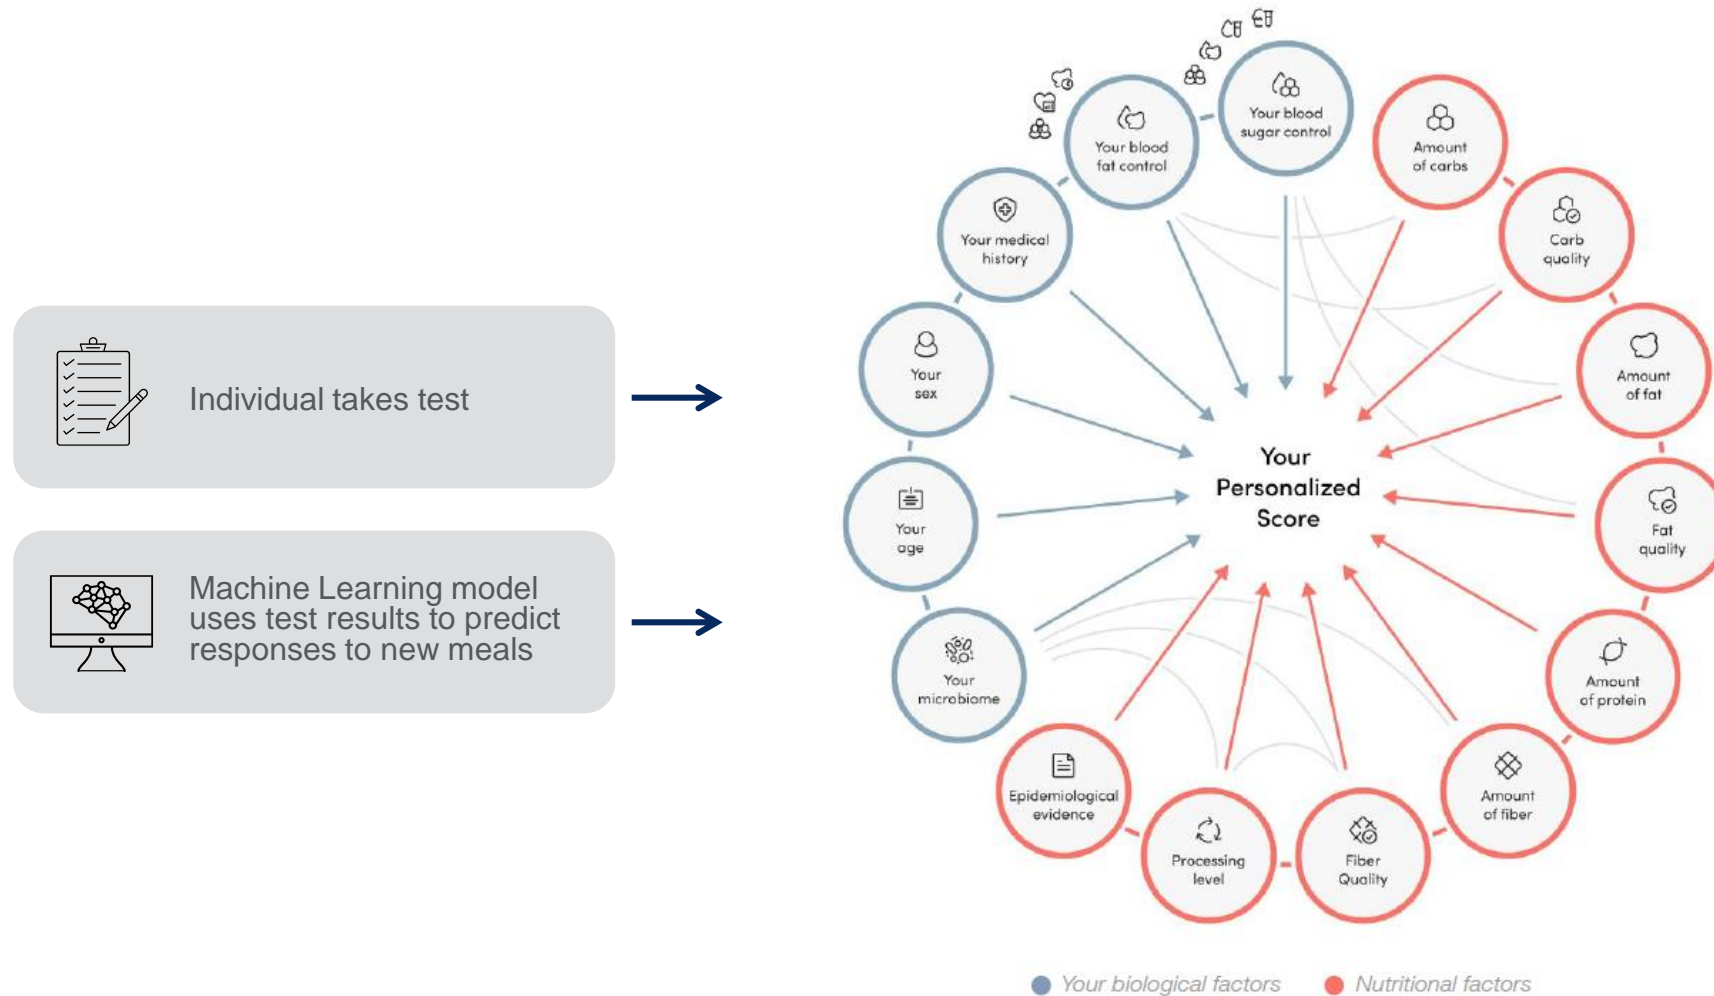 Individual takes test
Machine Learning model
uses test results to predict
responses to new meals
Your blood
sugar control
Amount
of carbs
Carb
quality
Amount
of fat
Fat
quality
Amount
of protein
Amount
of fiber
Fiber
Quality
Processing
level
Epidemiological
evidence
Your
microbiome
Your
age
Your
sex
Your medical
history
Your blood
fat control
Your
Personalized
Score
Your biological factors
Nutritional factors